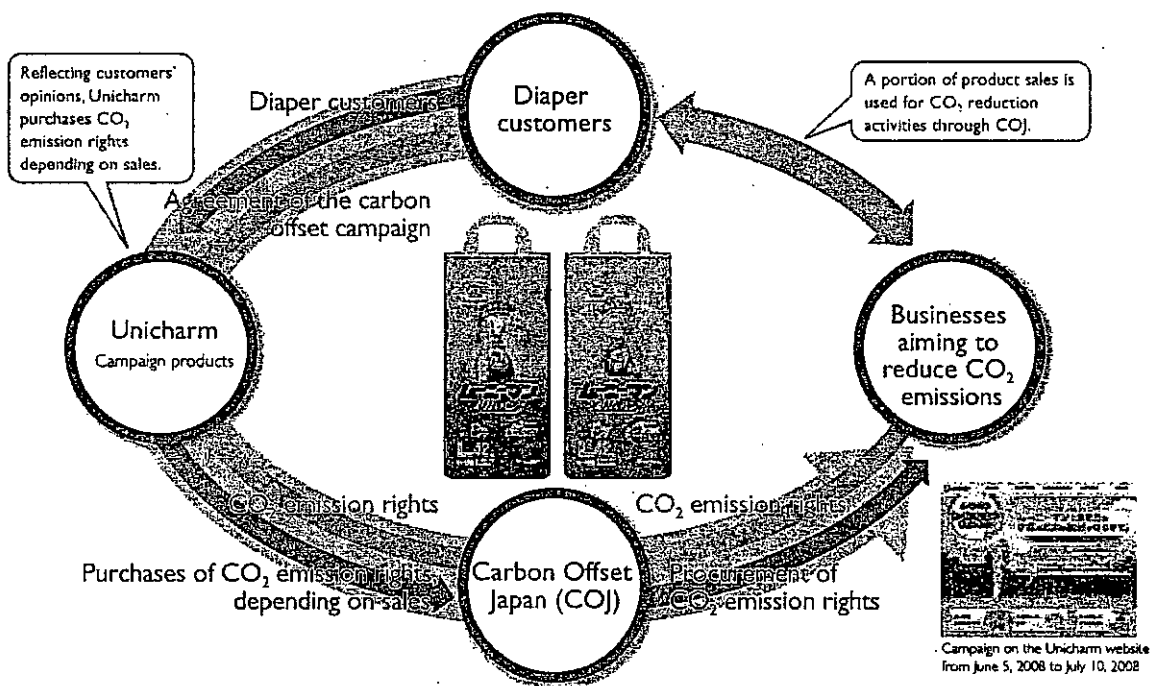 Reflecting customers'
opinions, Unicharm
purchases CO₂
emission rights
depending on sales.
Diaper customers
Diaper
customers
A portion of product sales is
used for CO₂ reduction
activities through COJ.
Agreement of the carbon
offset campaign
Unicharm
Campaign products
Businesses
aiming to
reduce CO₂
emissions
CO₂ emission rights
CO₂ emission rights
Purchases of CO₂ emission rights
depending on sales
Carbon Offset
Japan (COJ)
Procurement of
CO₂ emission rights
Campaign on the Unicharm website
from June 5, 2008 to July 10, 2008